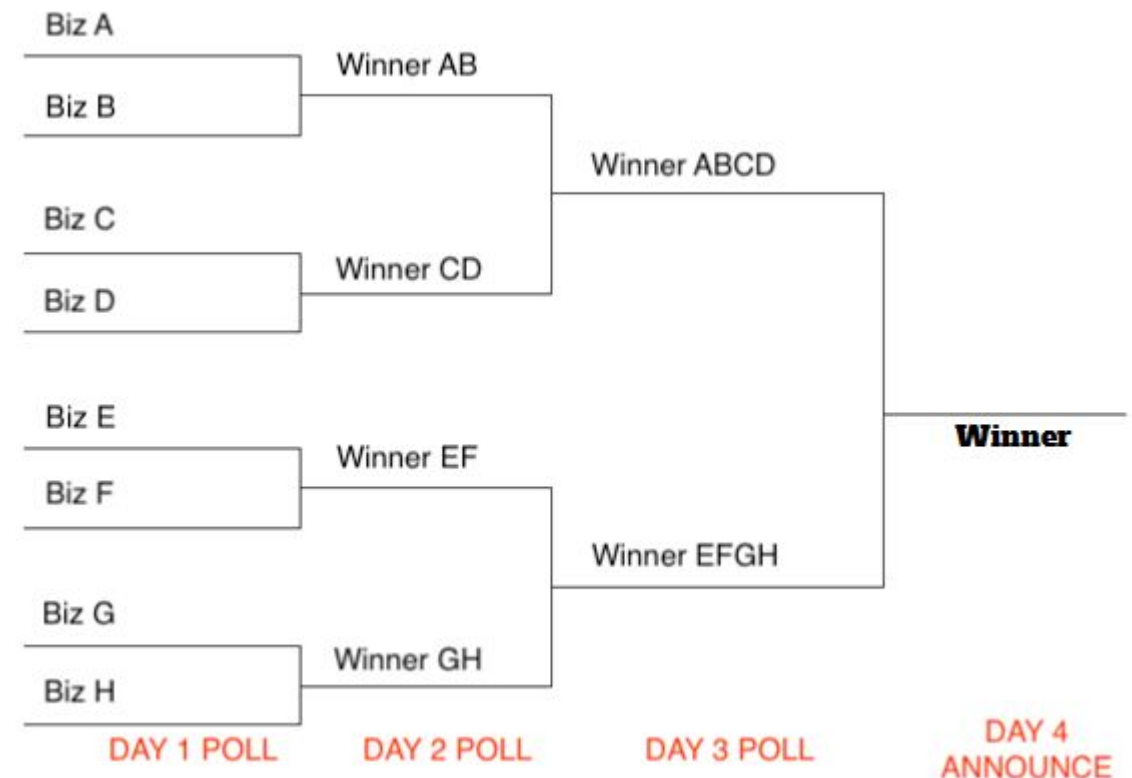 Biz A
Biz B
Biz C
Biz D
Biz E
Biz F
Biz G
Biz H
Winner AB
Winner CD
Winner EF
Winner GH
Winner ABCD
Winner EFGH
Winner
DAY 1 POLL
DAY 2 POLL
DAY 3 POLL
DAY 4
ANNOUNCE